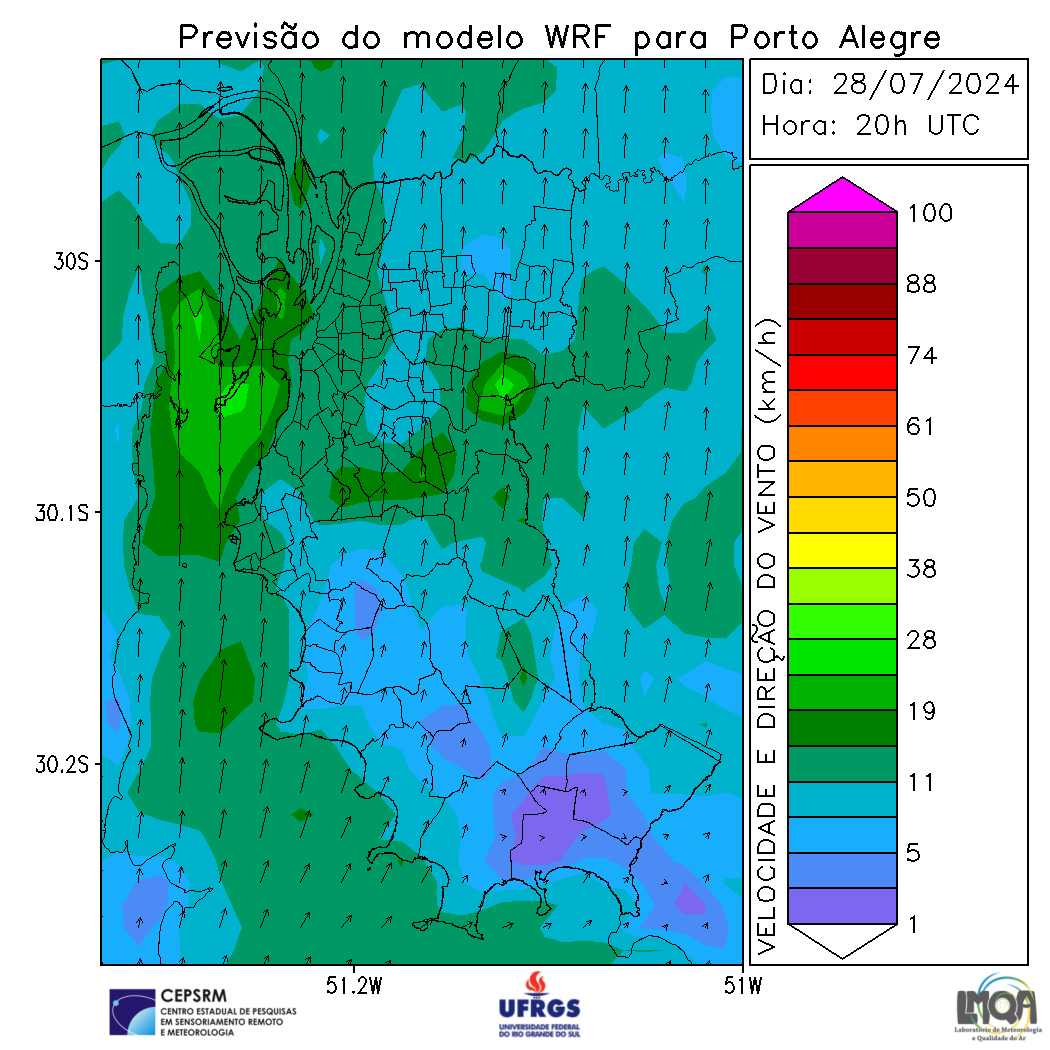 Previsão do modelo WRF para Porto Alegre
Dia: 28/07/2024
Hora: 20h UTC
30S
30.1S
30.2S
51.2W
51W
VELOCIDADE E DIREÇÃO DO VENTO (km/h)
100
88
74
61
50
38
28
19
11
5
1
CEPSRM
CENTRO ESTADUAL DE PESQUISAS
EM SENSORIAMENTO REMOTO
E METEOROLOGIA
UFRGS
UNIVERSIDADE FEDERAL
DO RIO GRANDE DO SUL
LMQA
Laboratório de Meteorologia
e Qualidade do Ar